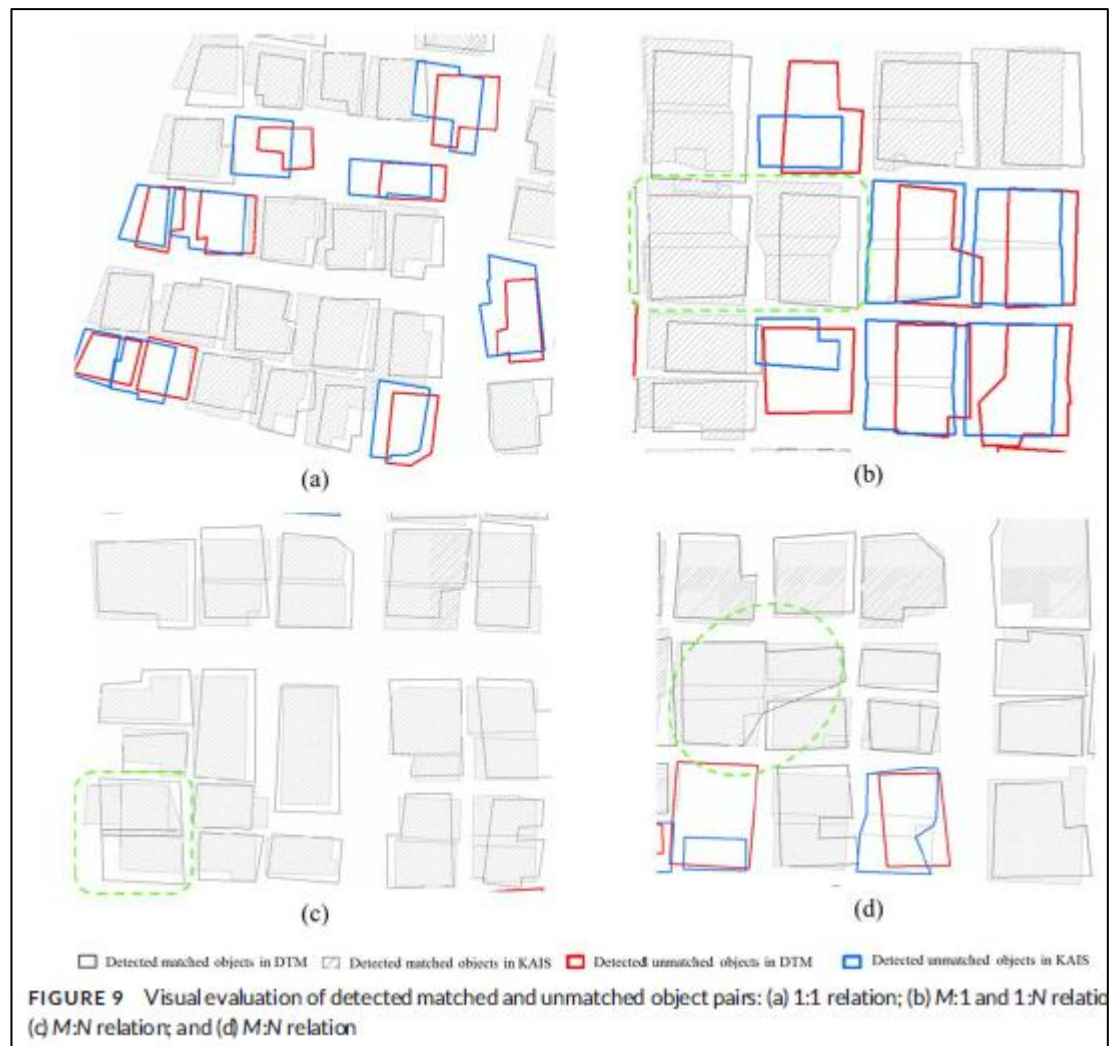 (a)
(b)
(c)
(d)
Detected matched objects in DTM Detected matched objects in KAIS Detected unmatched objects in DTM Detected unmatched objects in KAIS
FIGURE 9 Visual evaluation of detected matched and unmatched object pairs: (a) 1:1 relation; (b) M:1 and 1:N relatio
(c) M:N relation; and (d) M:N relation